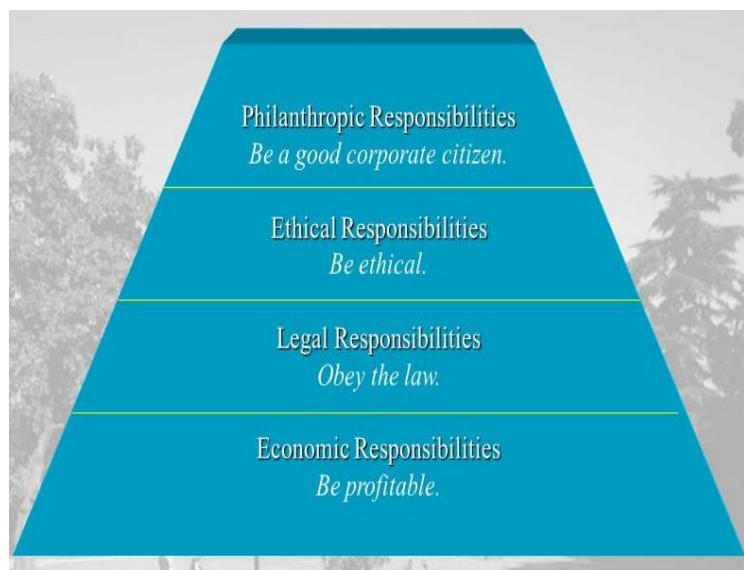 Philanthropic Responsibilities
Be a good corporate citizen.
Ethical Responsibilities
Be ethical.
Legal Responsibilities
Obey the law.
Economic Responsibilities
Be profitable.